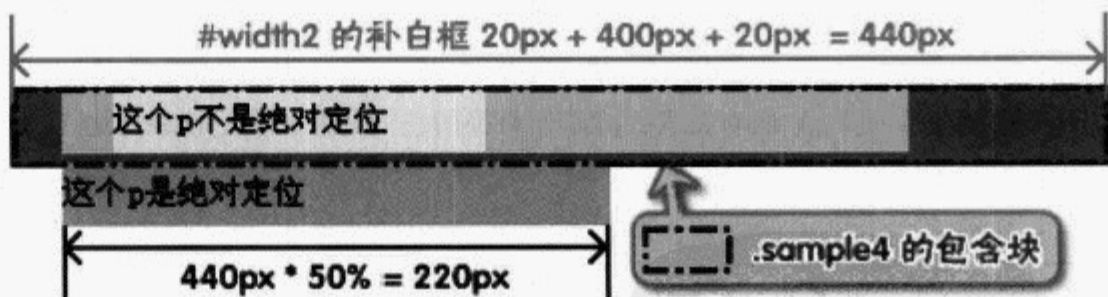 #width2 的补白框 20px + 400px + 20px = 440px
这个p不是绝对定位
这个p是绝对定位
.sample4 的包含块
440px * 50% = 220px